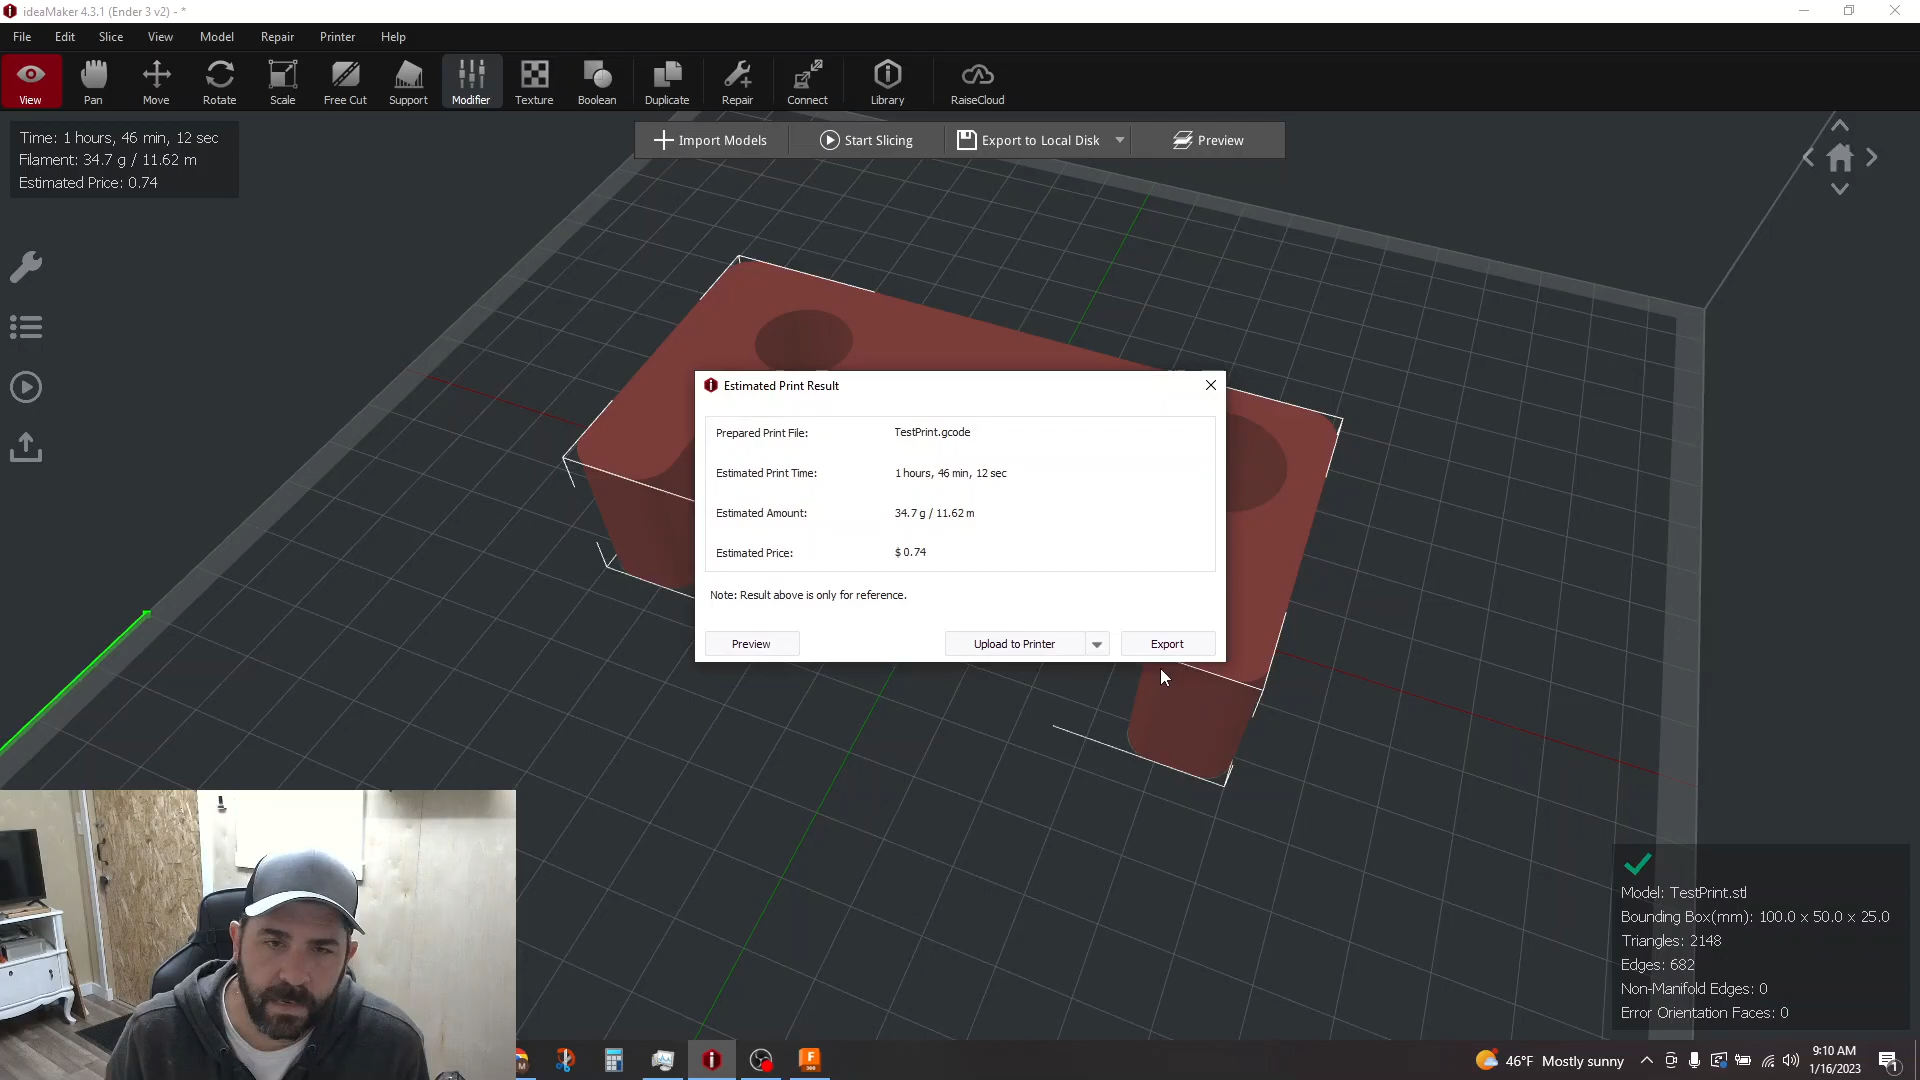 ideaMaker 4.3.1 (Ender 3 v2) - *
File Edit Slice View Model Repair Printer Help
View Pan Move Rotate Scale Free Cut Support Modifier Texture Boolean Duplicate Repair Connect Library RaiseCloud
Time: 1 hours, 46 min, 12 sec
Filament: 34.7 g / 11.62 m
Estimated Price: 0.74
Import Models Start Slicing Export to Local Disk Preview
Estimated Print Result
Prepared Print File: TestPrint.gcode
Estimated Print Time: 1 hours, 46 min, 12 sec
Estimated Amount: 34.7 g / 11.62 m
Estimated Price: $ 0.74
Note: Result above is only for reference.
Preview Upload to Printer Export
Model: TestPrint.stl
Bounding Box(mm): 100.0 x 50.0 x 25.0
Triangles: 2148
Edges: 682
Non-Manifold Edges: 0
Error Orientation Faces: 0
46°F Mostly sunny
9:10 AM
1/16/2023